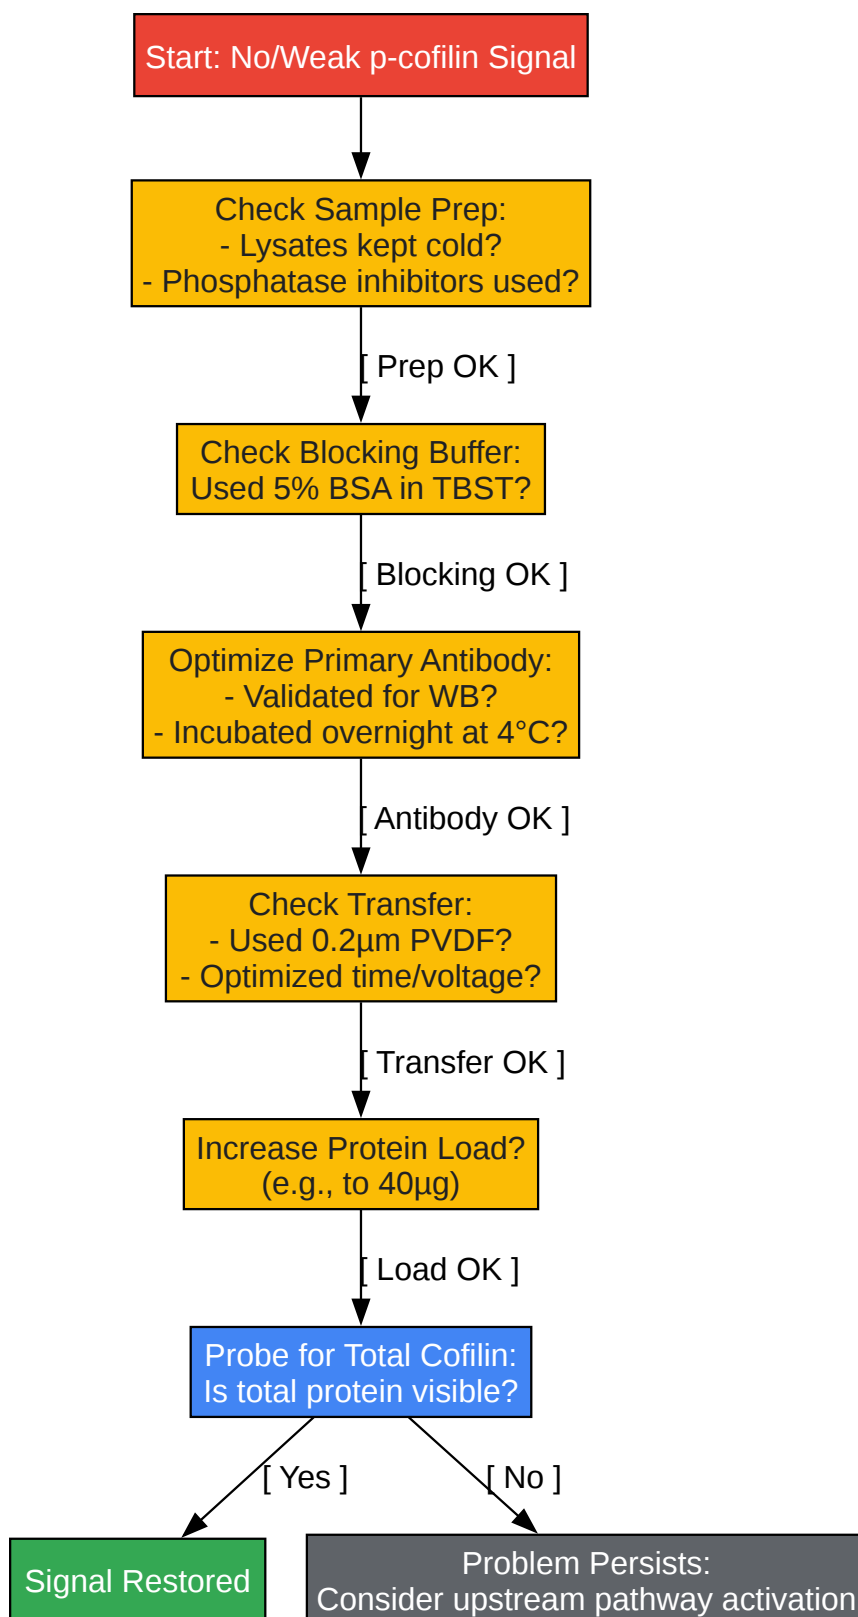 Start: No/Weak p-cofilin Signal
Check Sample Prep:
- Lysates kept cold?
- Phosphatase inhibitors used?
[ Prep OK ]
Check Blocking Buffer:
Used 5% BSA in TBST?
[ Blocking OK ]
Optimize Primary Antibody:
- Validated for WB?
- Incubated overnight at 4°C?
[ Antibody OK ]
Check Transfer:
- Used 0.2µm PVDF?
- Optimized time/voltage?
[ Transfer OK ]
Increase Protein Load?
(e.g., to 40µg)
[ Load OK ]
Probe for Total Cofilin:
Is total protein visible?
[ Yes ]
[ No ]
Signal Restored
Problem Persists:
Consider upstream pathway activation